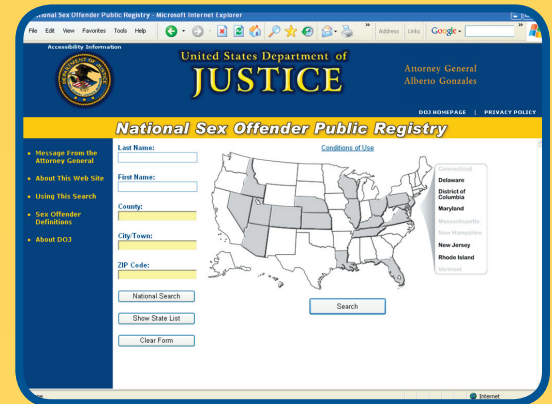 National Sex Offender Public Registry - Microsoft Internet Explorer
File Edit View Favorites Tools Help
Address Links Google
Accessibility Information
United States Department of
JUSTICE
Attorney General
Alberto Gonzales
DOJ HOMEPAGE | PRIVACY POLICY
National Sex Offender Public Registry
• Message From the
Attorney General
• About This Web Site
• Using This Search
• Sex Offender
Definitions
• About DOJ
Last Name:
First Name:
County:
City/Town:
ZIP Code:
National Search
Show State List
Clear Form
Conditions of Use
Connecticut
Delaware
District of
Columbia
Maryland
Massachusetts
New Hampshire
New Jersey
Rhode Island
Vermont
Search
Internet